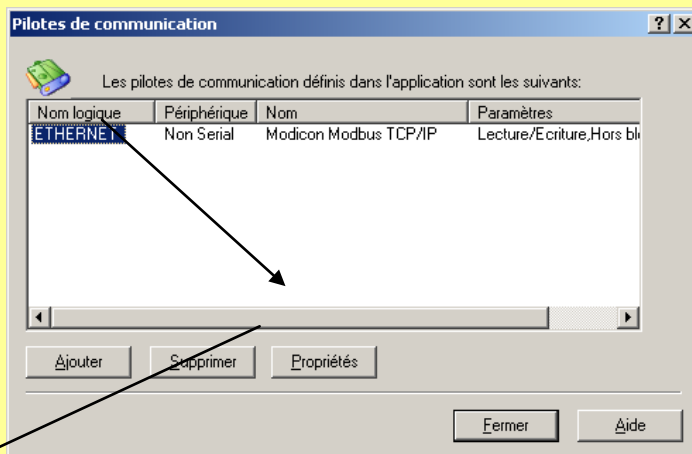 Pilotes de communication
Les pilotes de communication définis dans l'application sont les suivants:
Nom logique Périphérique Nom Paramètres
ETHERNET Non Serial Modicon Modbus TCP/IP Lecture/Ecriture,Hors blo
Ajouter Supprimer Propriétés
Fermer Aide